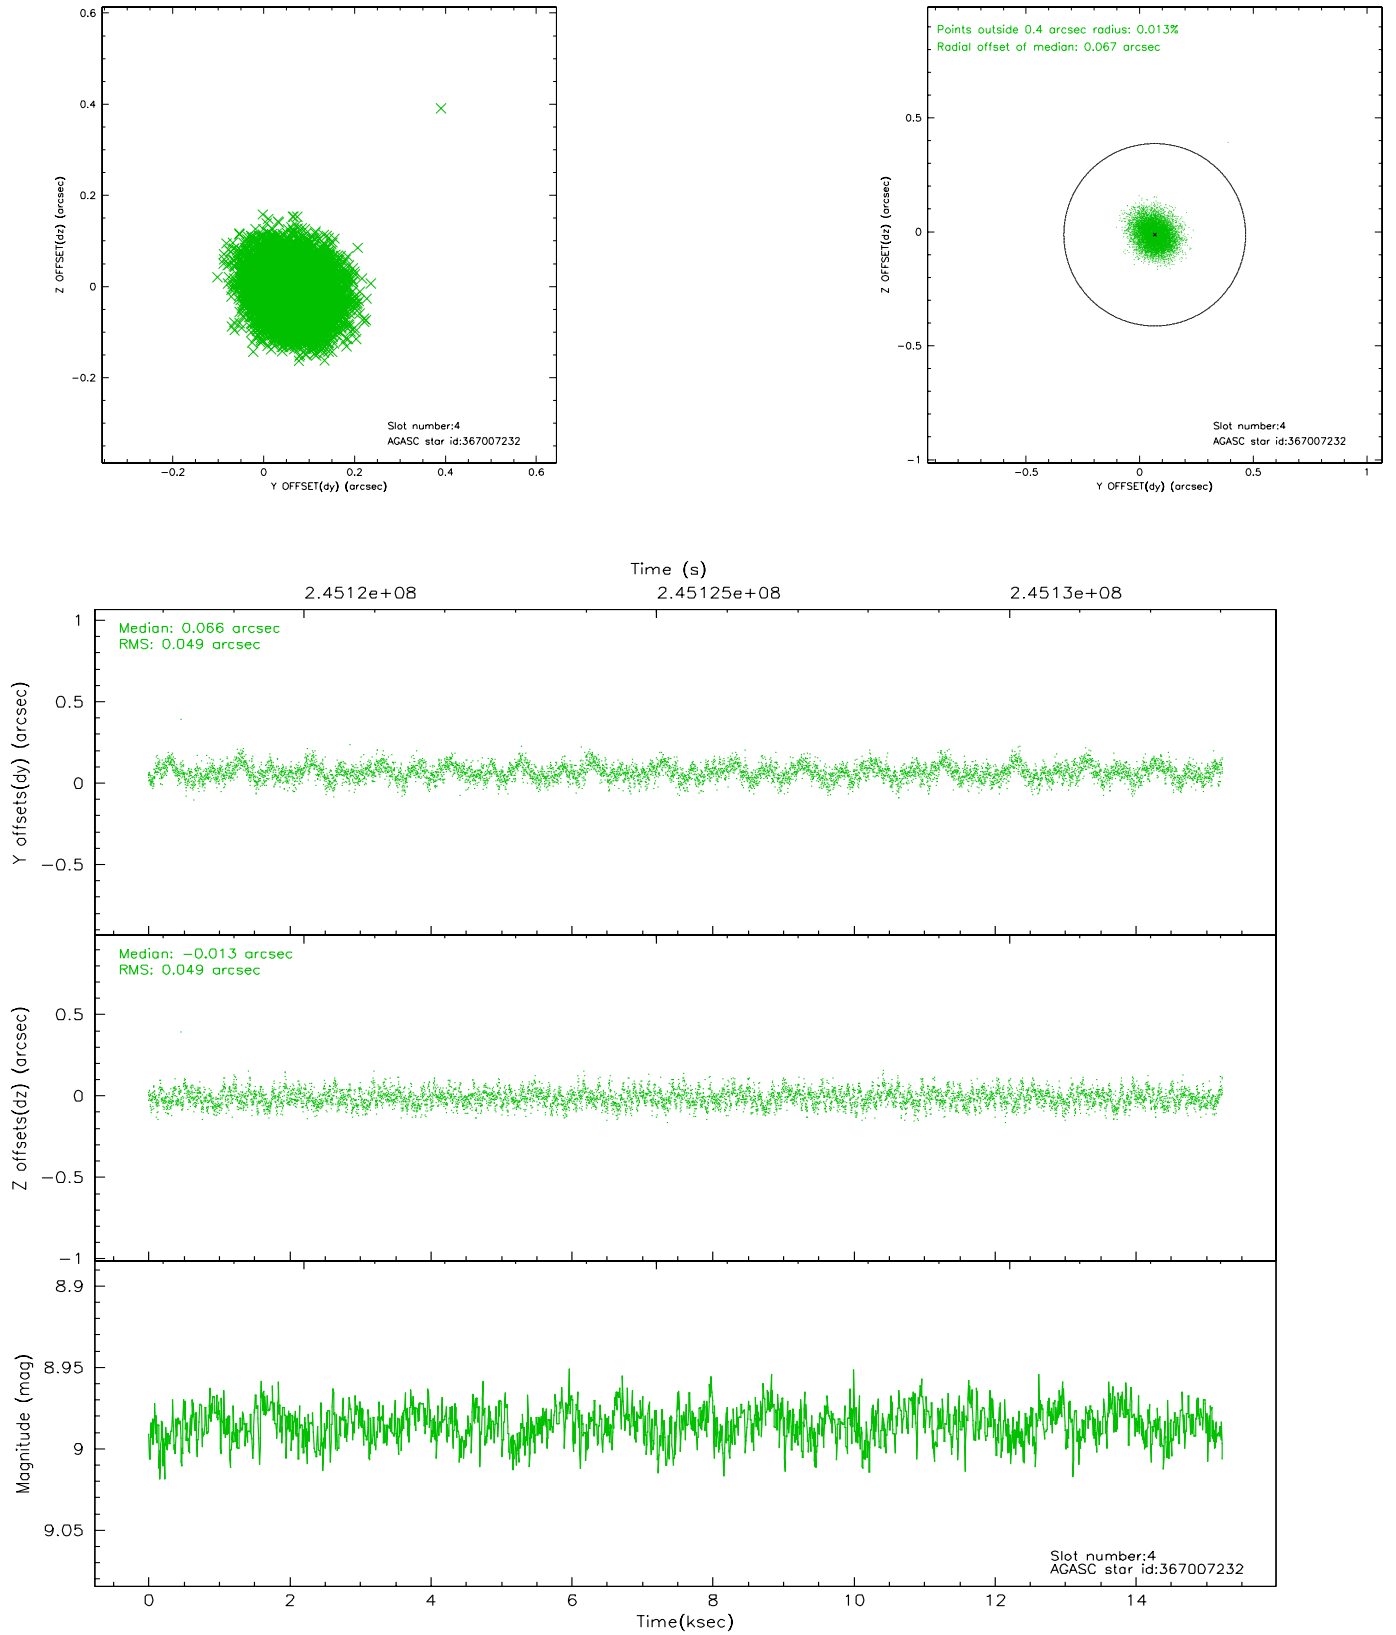 0.6
0.4
0.2
0
−0.2
Z OFFSET(dz) (arcsec)
Slot number:4
AGASC star id:367007232
−0.2 0 0.2 0.4 0.6
Y OFFSET(dy) (arcsec)
Points outside 0.4 arcsec radius: 0.013%
Radial offset of median: 0.067 arcsec
0.5
0
−0.5
−1
Z OFFSET(dz) (arcsec)
Slot number:4
AGASC star id:367007232
−0.5 0 0.5 1
Y OFFSET(dy) (arcsec)
Time (s)
2.4512e+08 2.45125e+08 2.4513e+08
Median: 0.066 arcsec
RMS: 0.049 arcsec
1
0.5
0
−0.5
Y offsets(dy) (arcsec)
Median: −0.013 arcsec
RMS: 0.049 arcsec
0.5
0
−0.5
−1
Z offsets(dz) (arcsec)
8.9
8.95
9
9.05
Magnitude (mag)
Slot number:4
AGASC star id:367007232
0 2 4 6 8 10 12 14
Time(ksec)